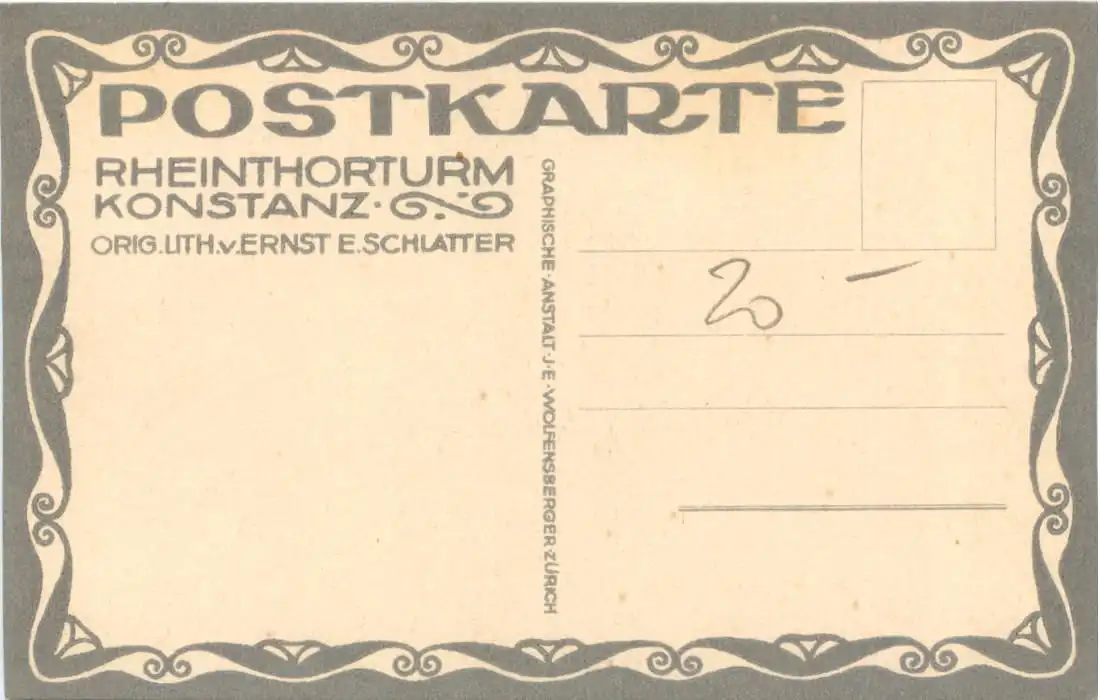 POSTKARTE
RHEINTHORTURM
KONSTANZ·
ORIG.LITH.v.ERNST E.SCHLATTER
GRAPHISCHE·ANSTALT·J·E·WOLFENSBERGER·ZÜRICH
20 –